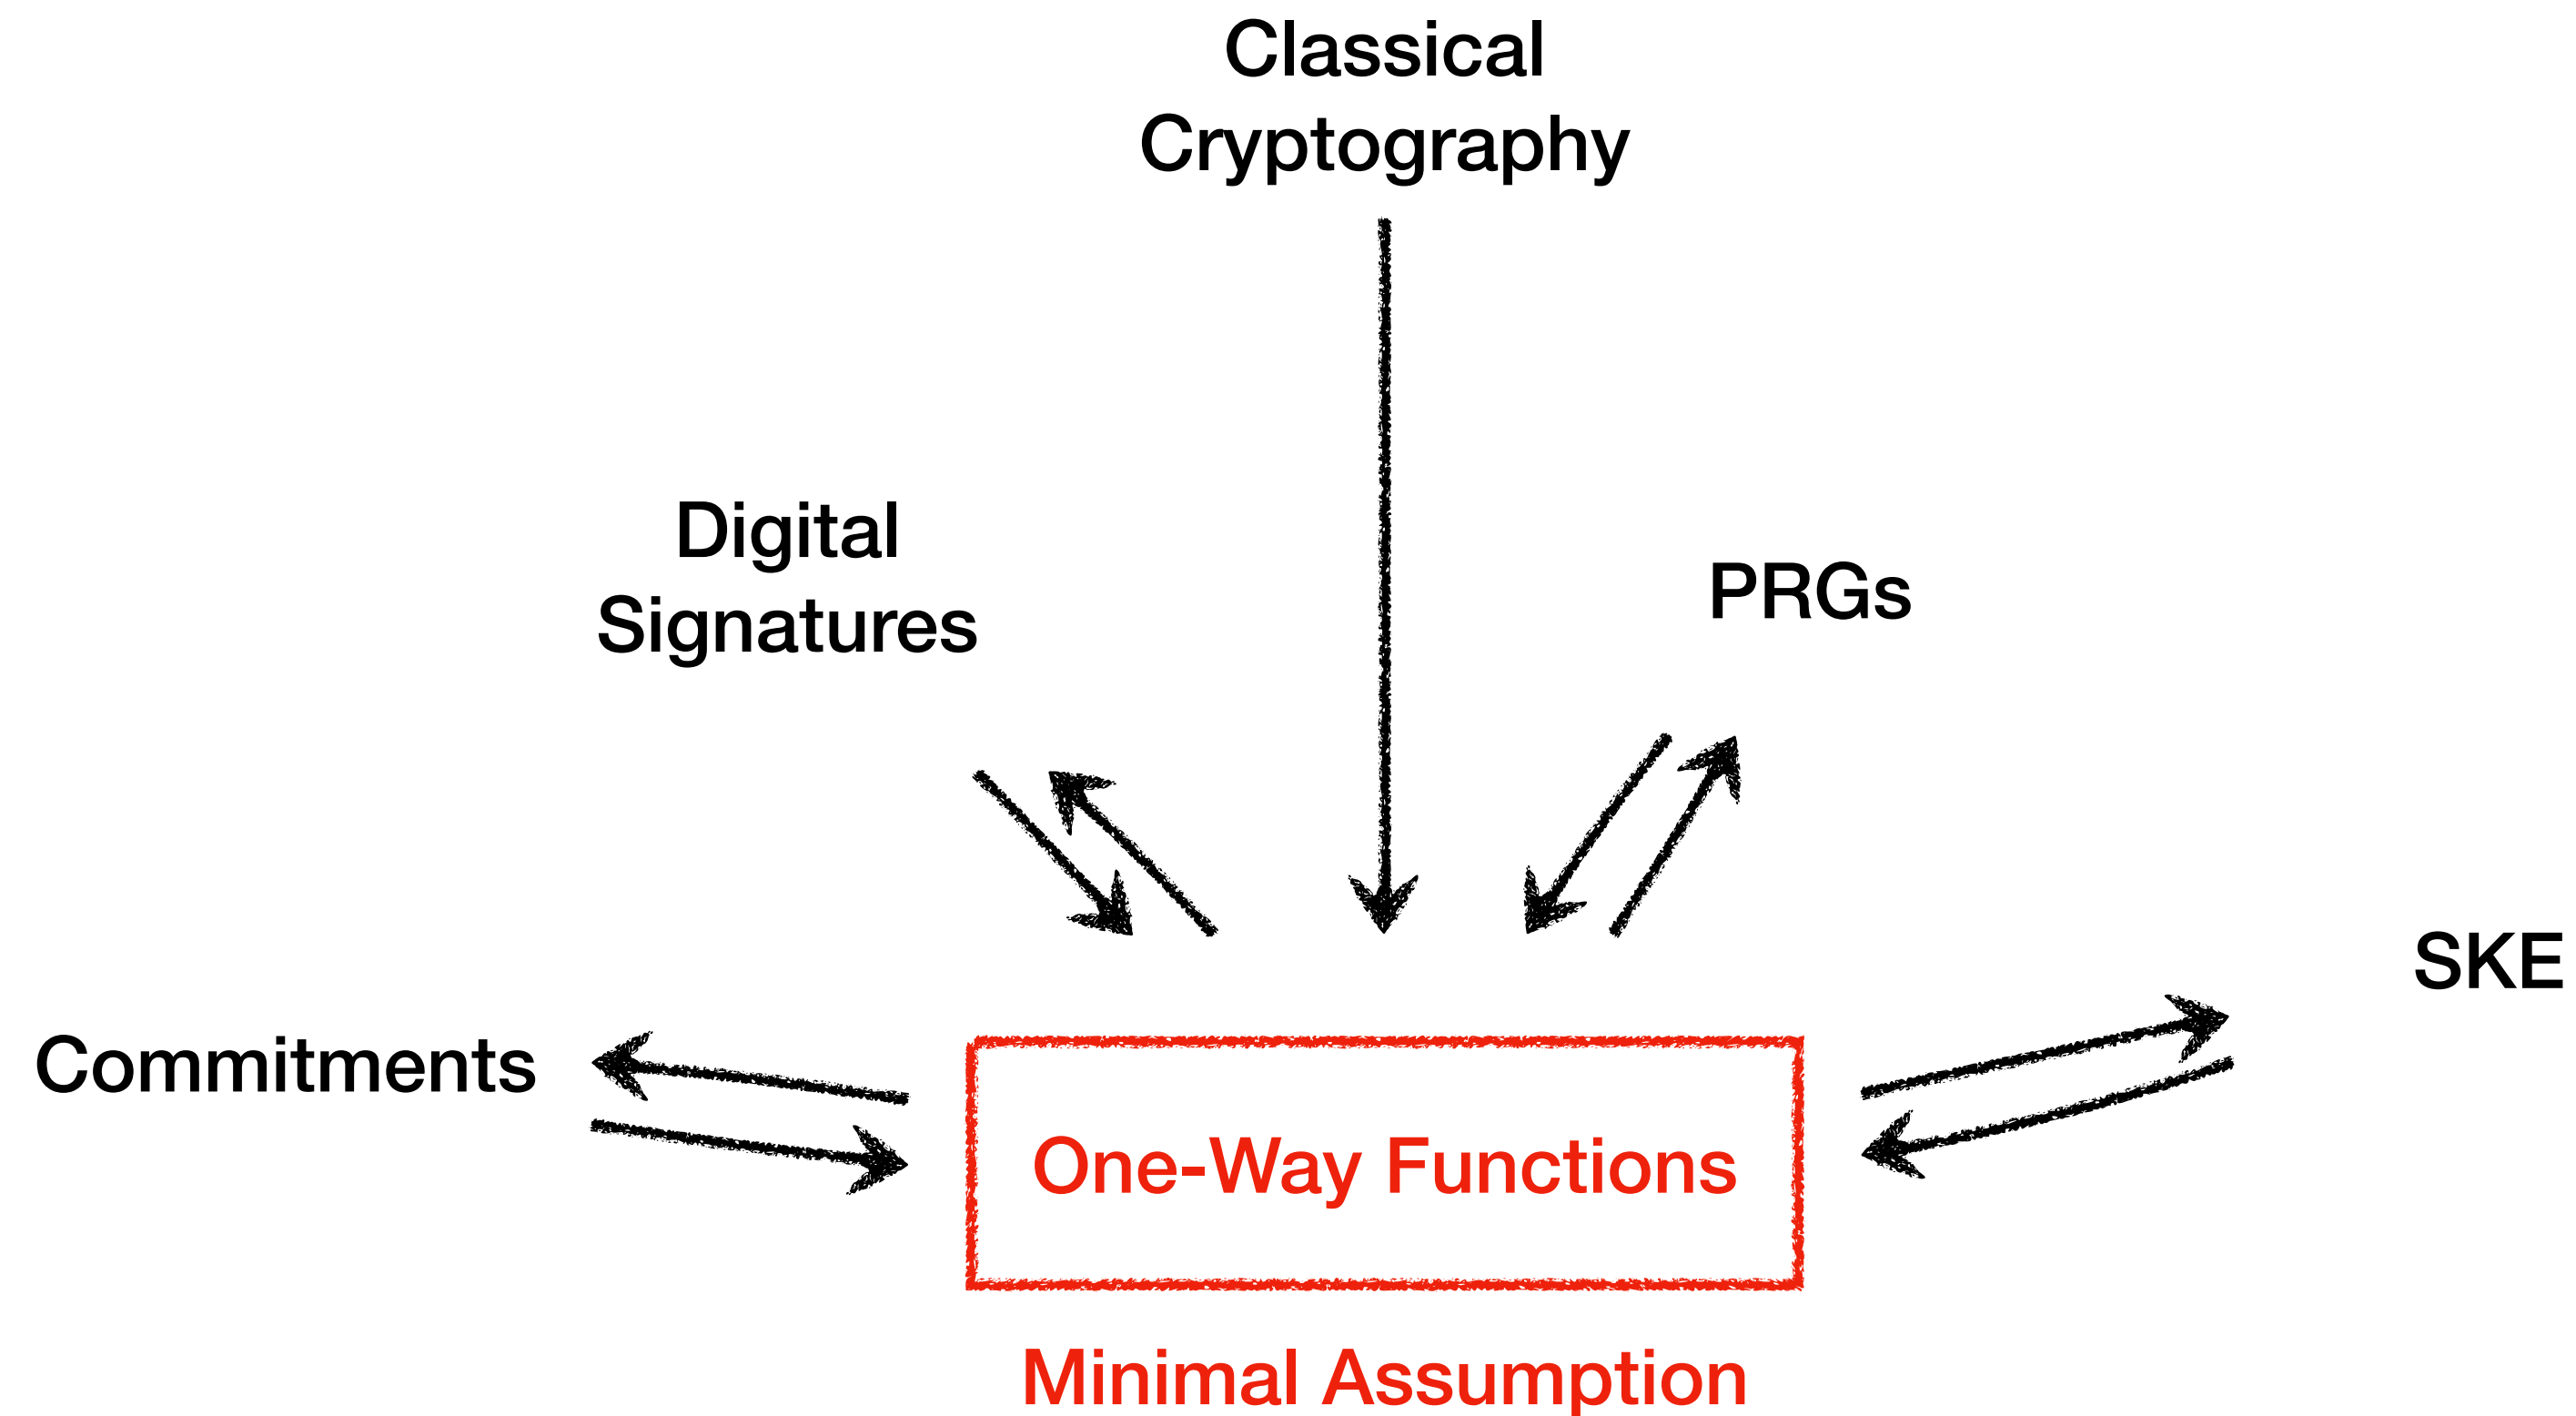 Classical
Cryptography
Digital
Signatures
PRGs
SKE
Commitments
One-Way Functions
Minimal Assumption